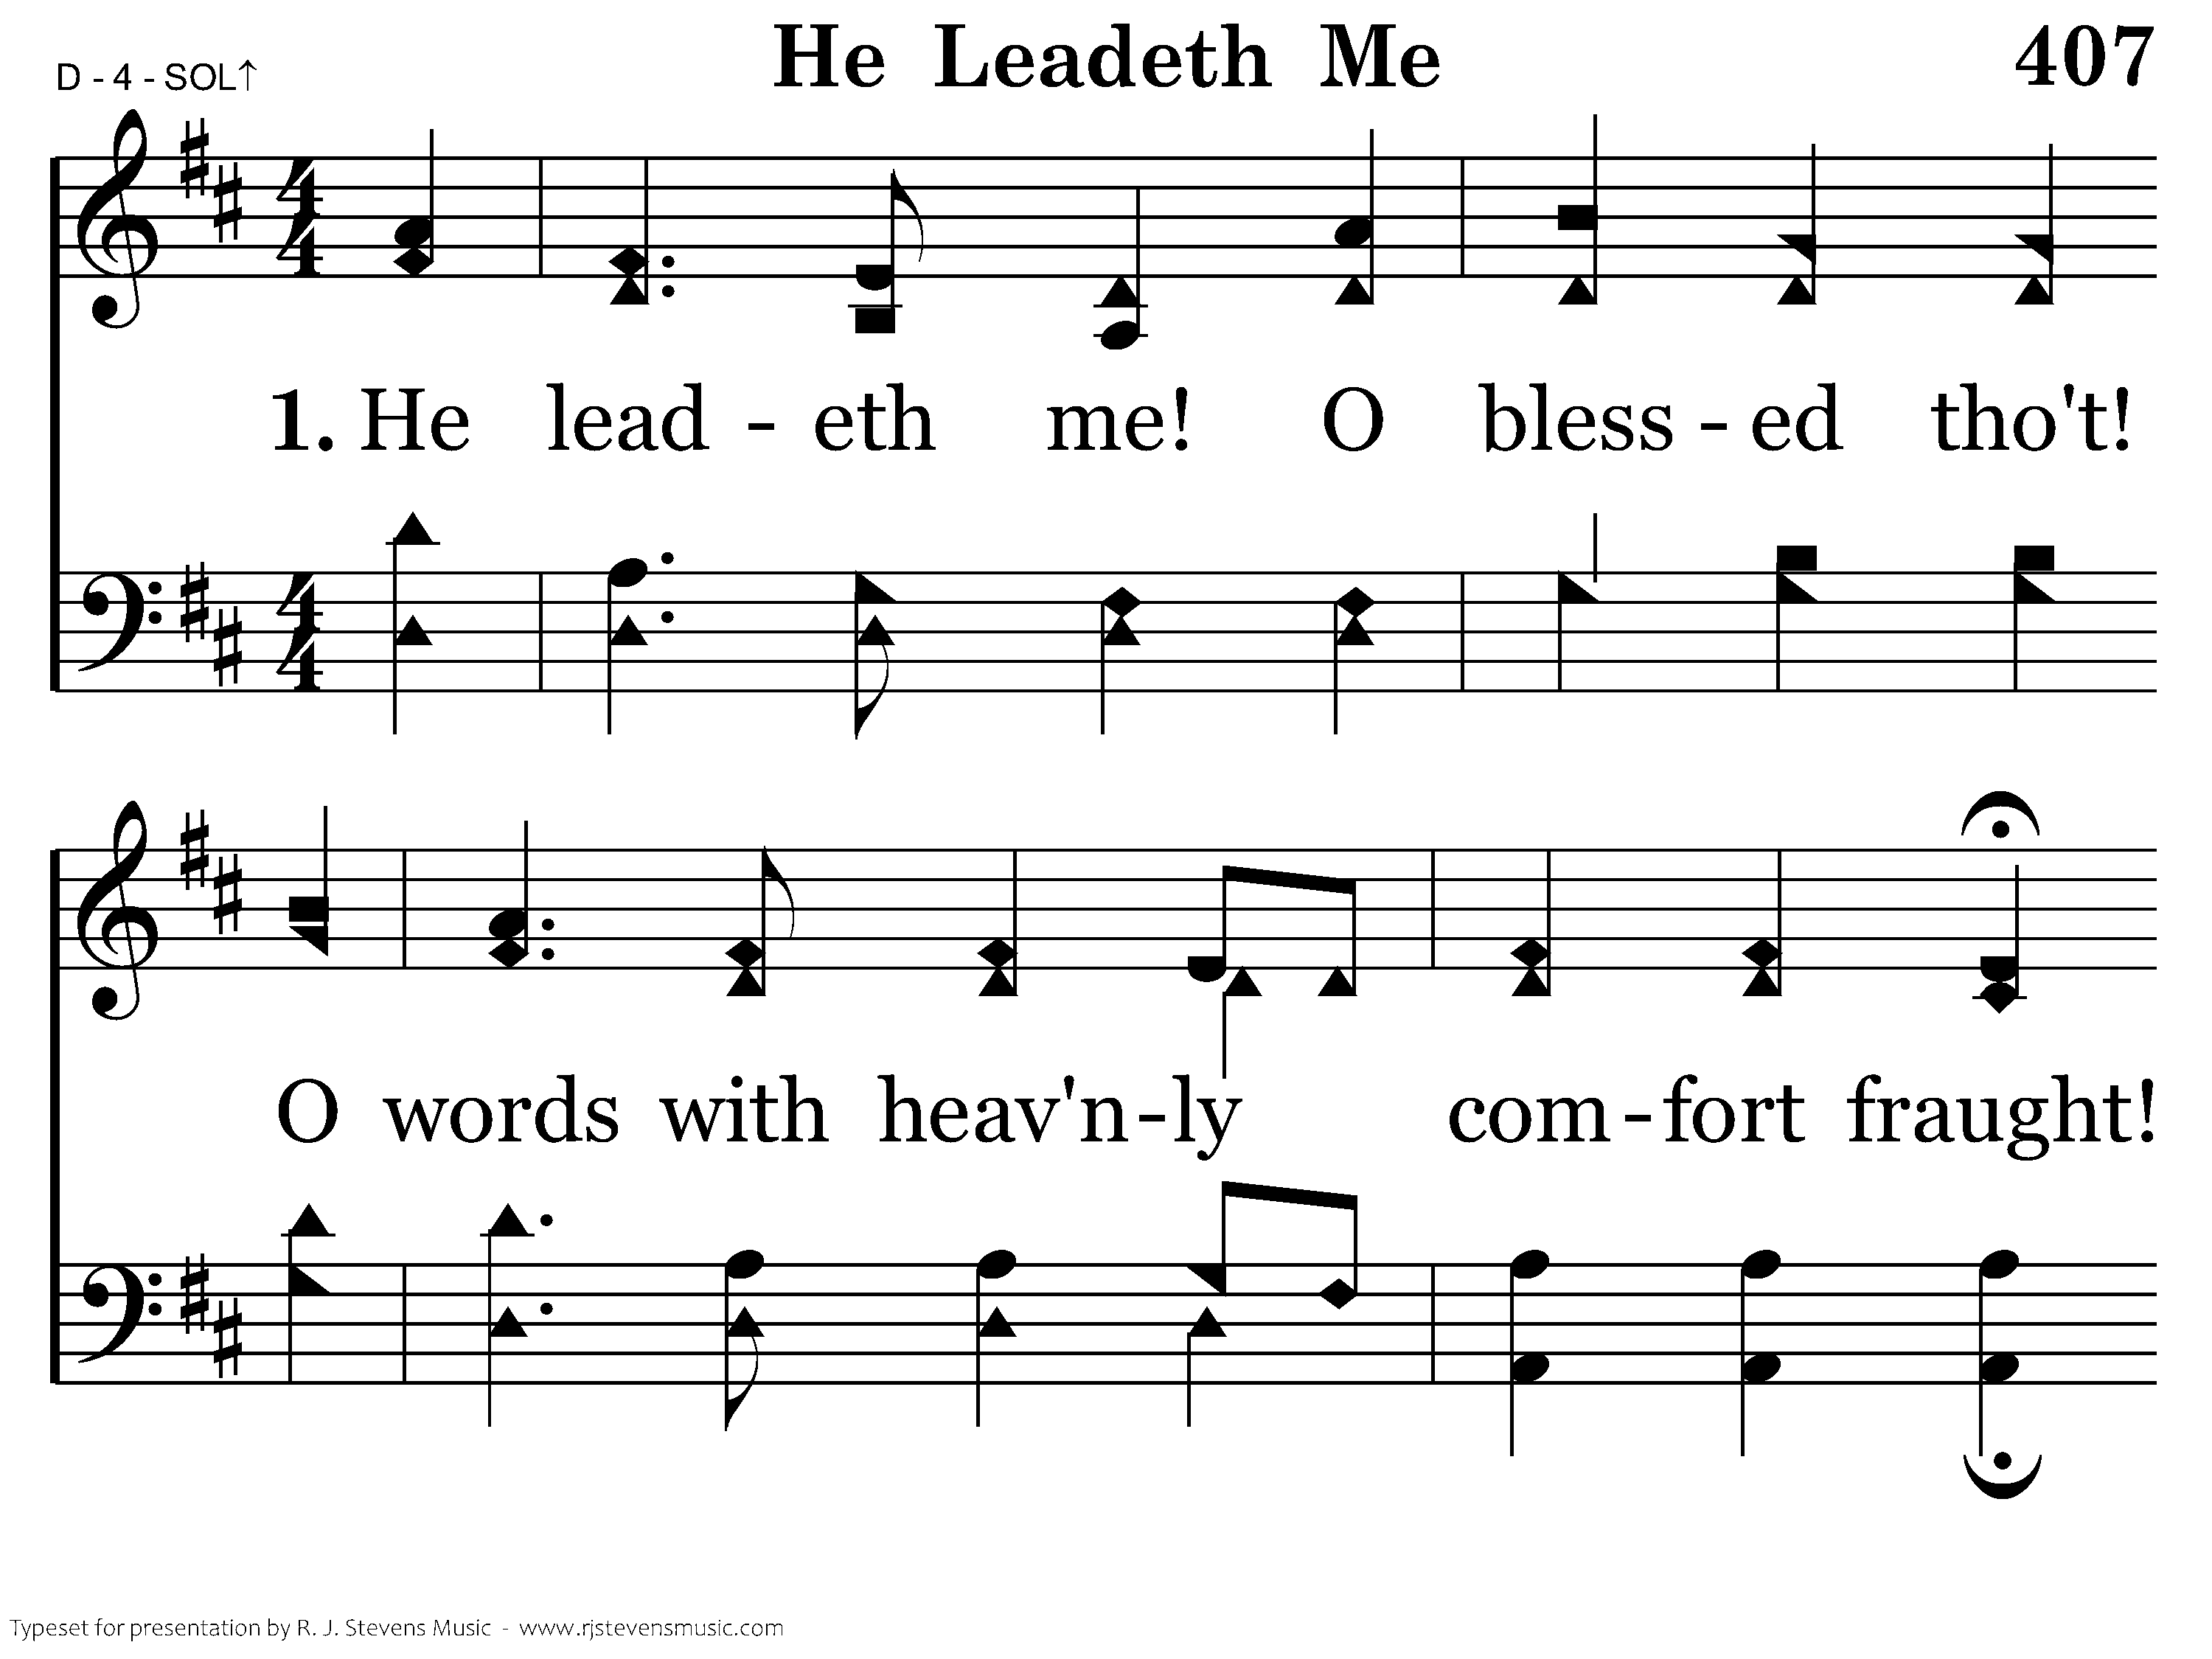 He Leadeth Me 407
D - 4 - SOL↑
1. He lead - eth me! O bless - ed tho't!
O words with heav'n - ly com - fort fraught!
Typeset for presentation by R. J. Stevens Music - www.rjstevensmusic.com